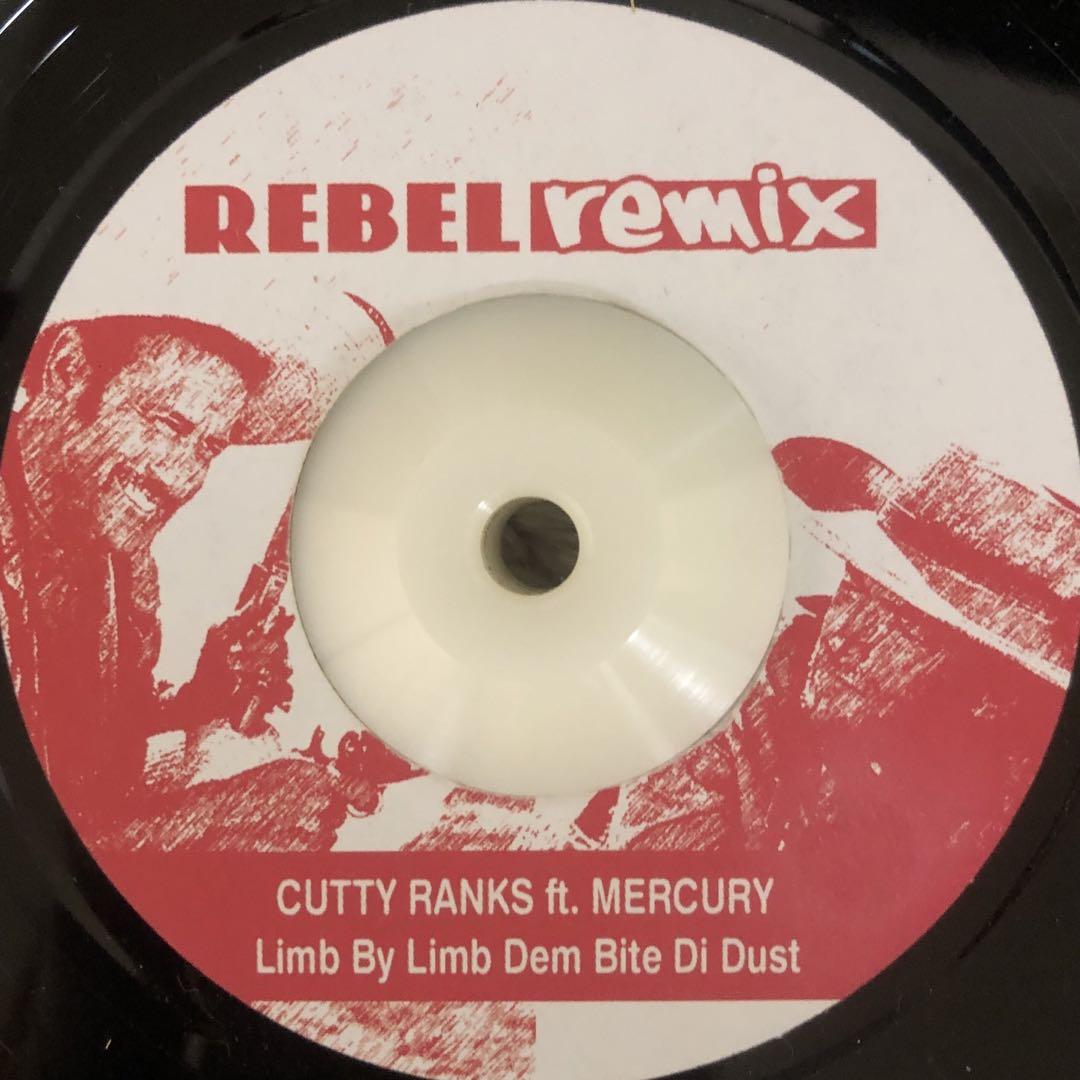 REBEL remix
CUTTY RANKS ft. MERCURY
Limb By Limb Dem Bite Di Dust